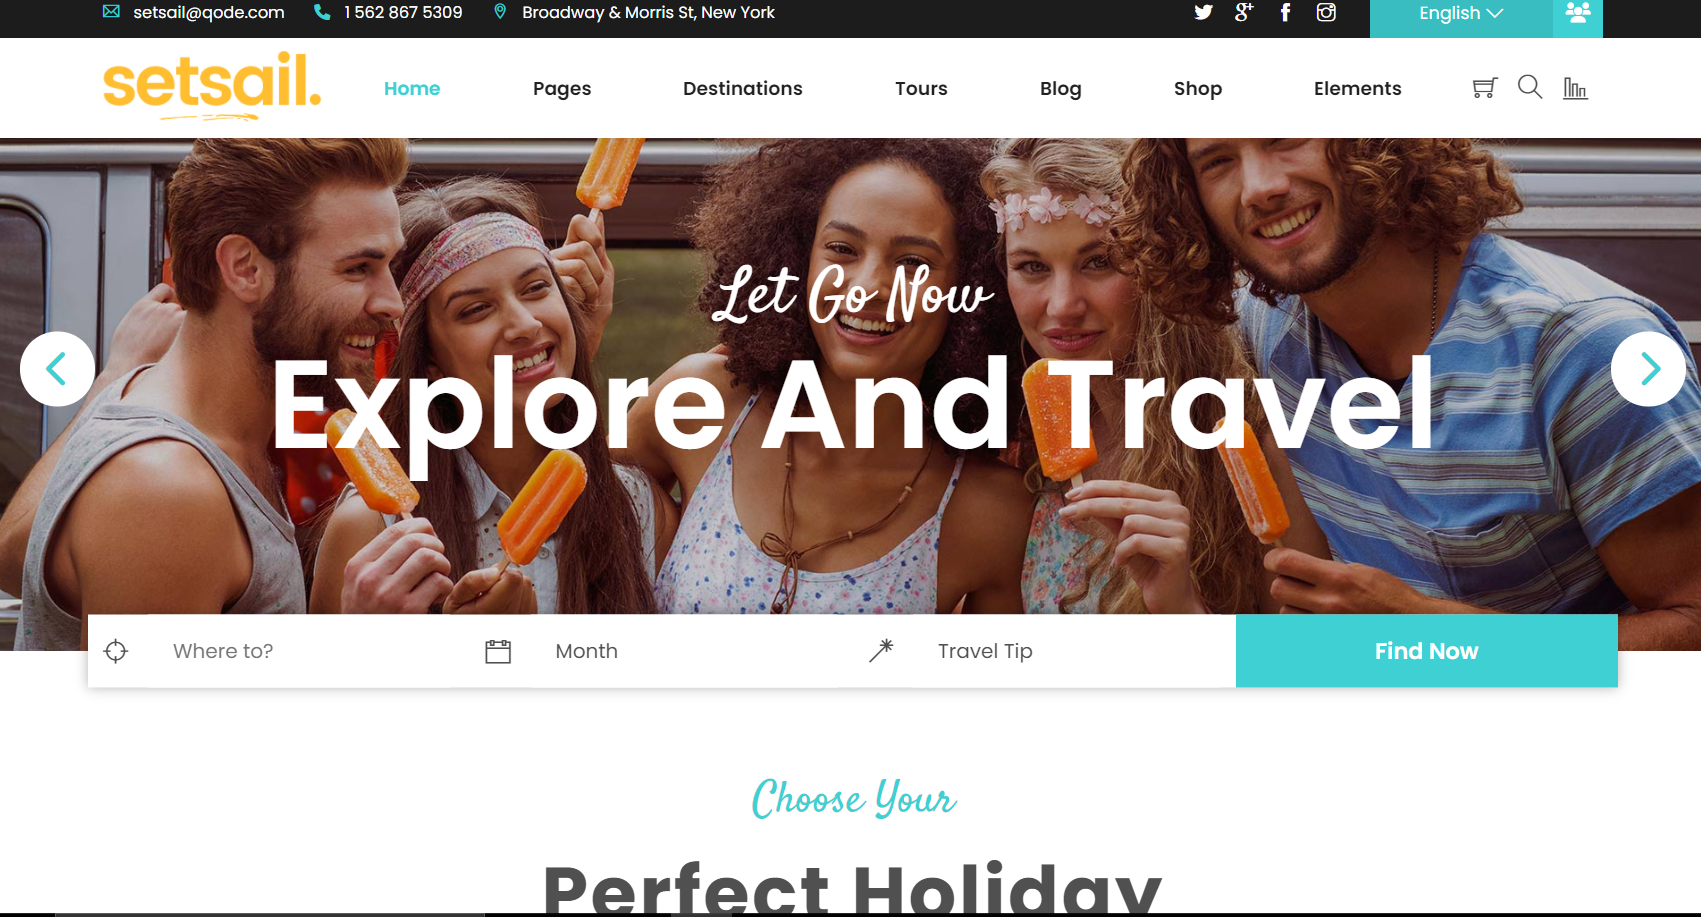 setsail@qode.com 1 562 867 5309 Broadway & Morris St, New York English
setsail. Home Pages Destinations Tours Blog Shop Elements
Let Go Now
Explore And Travel
Where to? Month Travel Tip Find Now
Choose Your
Perfect Holiday